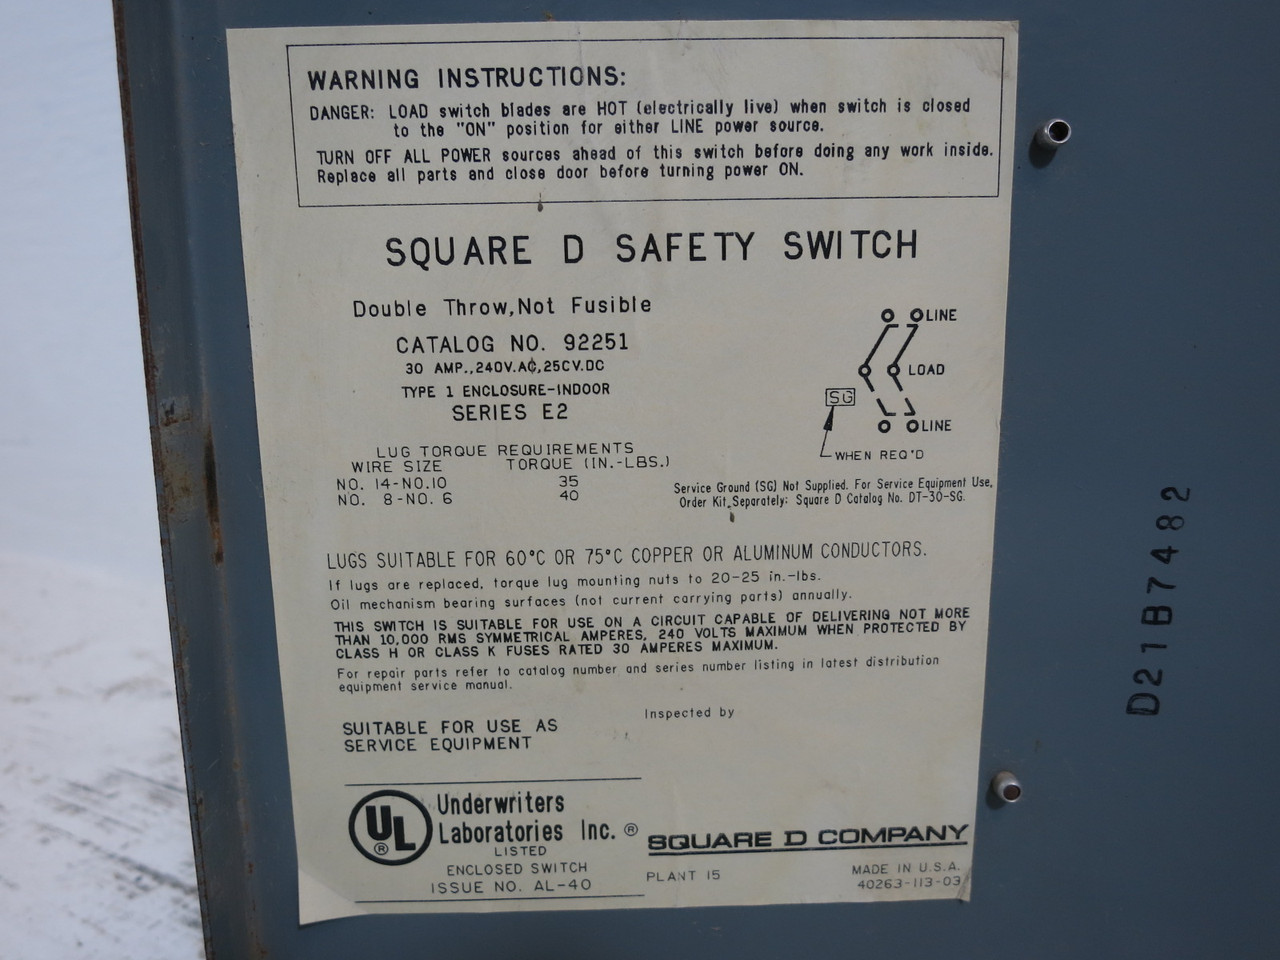 WARNING INSTRUCTIONS:
DANGER: LOAD switch blades are HOT (electrically live) when switch is closed
to the "ON" position for either LINE power source.
TURN OFF ALL POWER sources ahead of this switch before doing any work inside.
Replace all parts and close door before turning power ON.
SQUARE D SAFETY SWITCH
Double Throw, Not Fusible
CATALOG NO. 92251
30 AMP., 240V.AC, 250V.DC
TYPE 1 ENCLOSURE-INDOOR
SERIES E2
LINE
LOAD
SG
LINE
WHEN REQ'D
LUG TORQUE REQUIREMENTS
WIRE SIZE TORQUE (IN.-LBS.)
NO. 14-NO.10 35
NO. 8-NO. 6 40
Service Ground (SG) Not Supplied. For Service Equipment Use,
Order Kit Separately: Square D Catalog No. DT-30-SG.
LUGS SUITABLE FOR 60°C OR 75°C COPPER OR ALUMINUM CONDUCTORS.
If lugs are replaced, torque lug mounting nuts to 20-25 in.-lbs.
Oil mechanism bearing surfaces (not current carrying parts) annually.
THIS SWITCH IS SUITABLE FOR USE ON A CIRCUIT CAPABLE OF DELIVERING NOT MORE
THAN 10,000 RMS SYMMETRICAL AMPERES, 240 VOLTS MAXIMUM WHEN PROTECTED BY
CLASS H OR CLASS K FUSES RATED 30 AMPERES MAXIMUM.
For repair parts refer to catalog number and series number listing in latest distribution
equipment service manual.
Inspected by
SUITABLE FOR USE AS
SERVICE EQUIPMENT
UL®
Underwriters
Laboratories Inc.®
LISTED
ENCLOSED SWITCH
ISSUE NO. AL-40
SQUARE D COMPANY
PLANT 15
MADE IN U.S.A.
40263-113-03
D21B7482